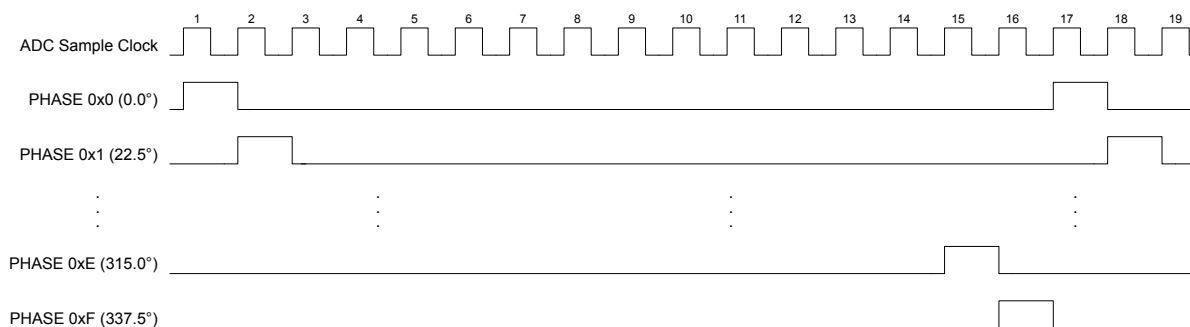 1 2 3 4 5 6 7 8 9 10 11 12 13 14 15 16 17 18 19
ADC Sample Clock
PHASE 0x0 (0.0°)
PHASE 0x1 (22.5°)
PHASE 0xE (315.0°)
PHASE 0xF (337.5°)